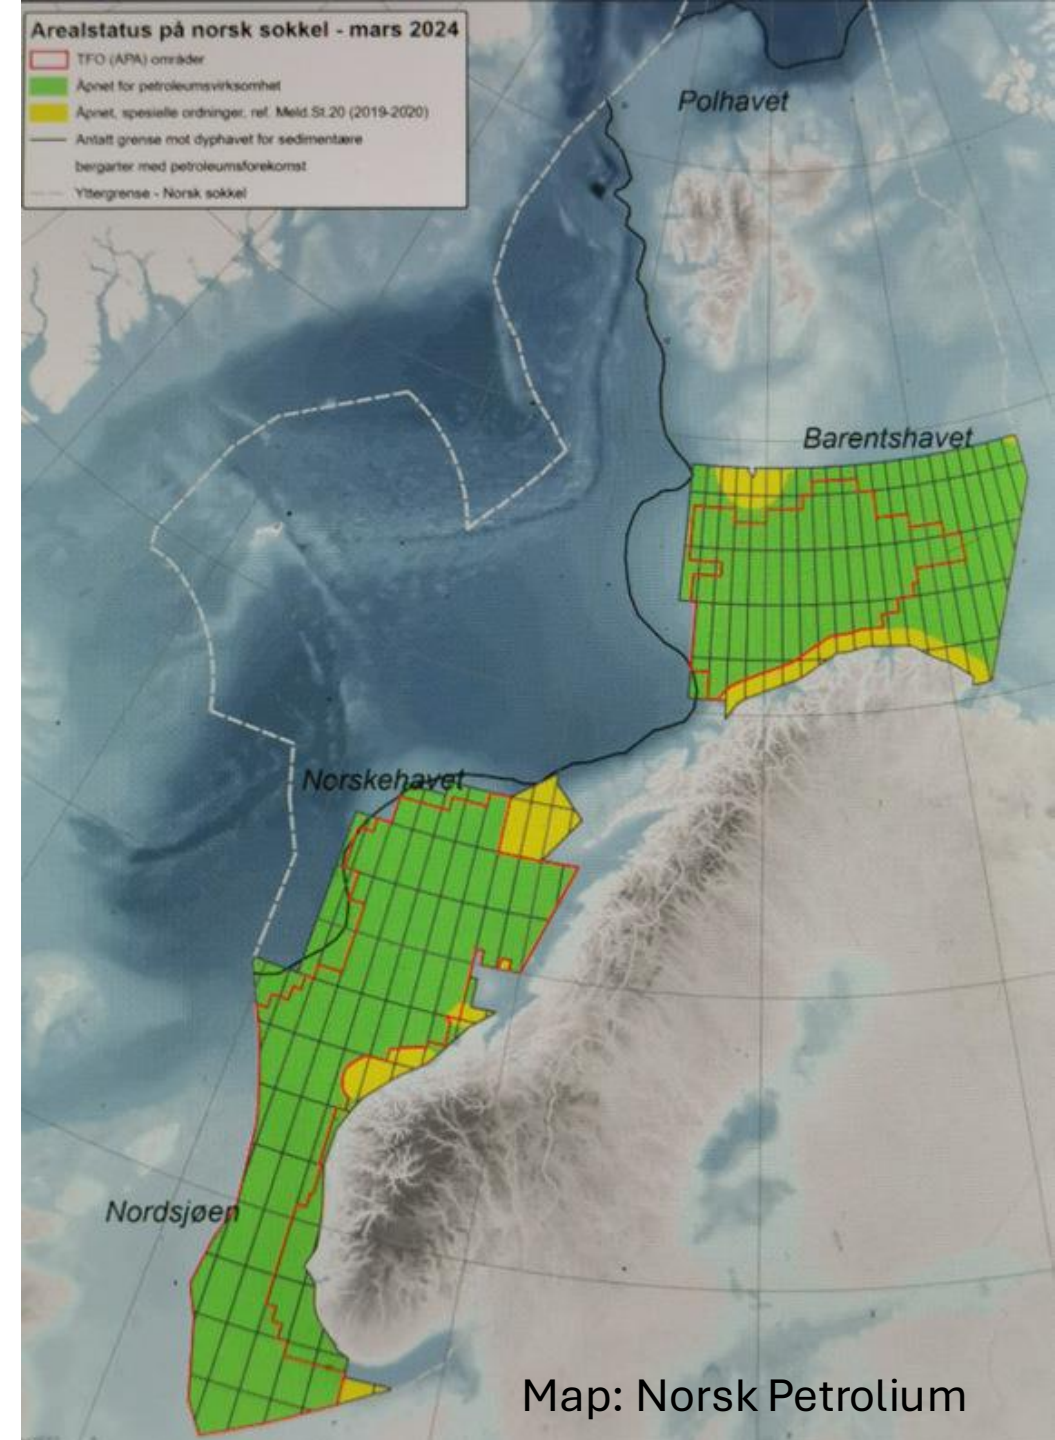 Arealstatus på norsk sokkel - mars 2024
TFO (APA) områder
Åpnet for petroleumsvirksomhet
Åpnet, spesielle ordninger, ref. Meld.St.20 (2019-2020)
Antatt grense mot dyphavet for sedimentære
bergarter med petroleumsforekomst
Yttergrense - Norsk sokkel
Polhavet
Barentshavet
Norskehavet
Nordsjøen
Map: Norsk Petrolium